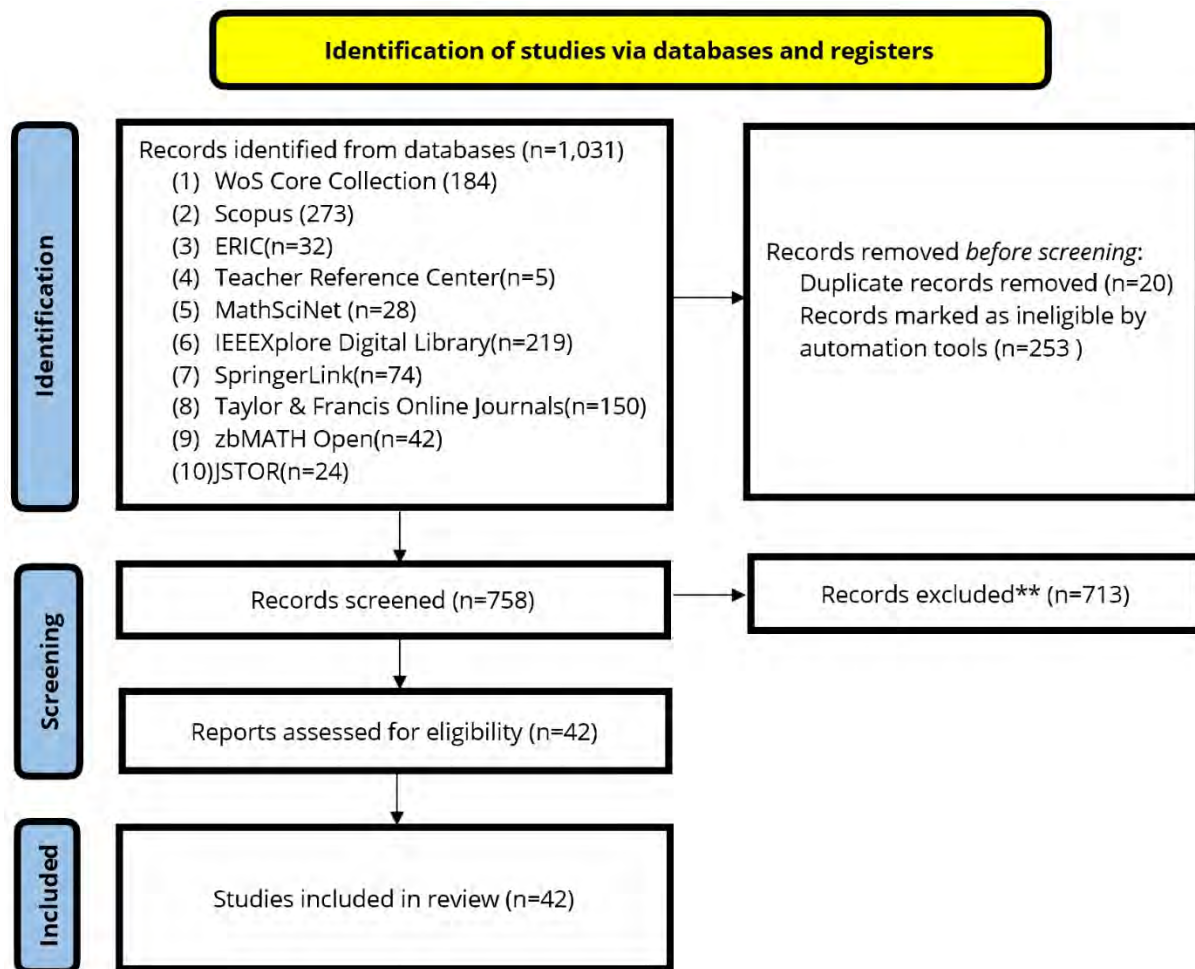 Identification of studies via databases and registers
Identification
Records identified from databases (n=1,031)
(1) WoS Core Collection (184)
(2) Scopus (273)
(3) ERIC(n=32)
(4) Teacher Reference Center(n=5)
(5) MathSciNet (n=28)
(6) IEEEXplore Digital Library(n=219)
(7) SpringerLink(n=74)
(8) Taylor & Francis Online Journals(n=150)
(9) zbMATH Open(n=42)
(10)JSTOR(n=24)
Records removed before screening:
Duplicate records removed (n=20)
Records marked as ineligible by
automation tools (n=253 )
Screening
Records screened (n=758)
Records excluded** (n=713)
Reports assessed for eligibility (n=42)
Included
Studies included in review (n=42)